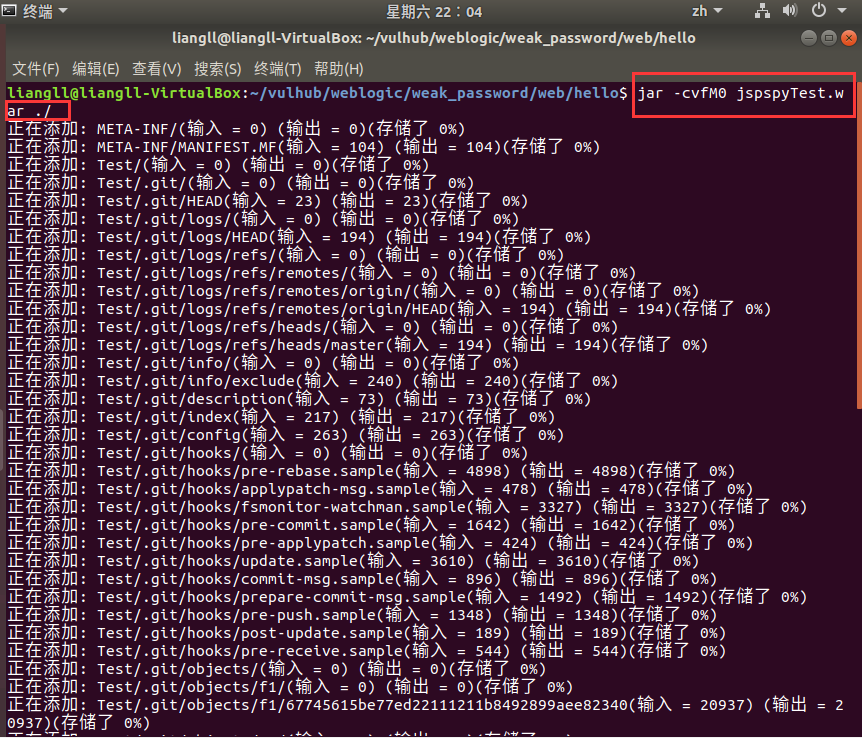 终端 星期六 22：04 zh
liangll@liangll-VirtualBox: ~/vulhub/weblogic/weak_password/web/hello
文件(F) 编辑(E) 查看(V) 搜索(S) 终端(T) 帮助(H)
liangll@liangll-VirtualBox:~/vulhub/weblogic/weak_password/web/hello$ jar -cvfM0 jspspyTest.w
ar ./
正在添加: META-INF/(输入 = 0) (输出 = 0)(存储了 0%)
正在添加: META-INF/MANIFEST.MF(输入 = 104) (输出 = 104)(存储了 0%)
正在添加: Test/(输入 = 0) (输出 = 0)(存储了 0%)
正在添加: Test/.git/(输入 = 0) (输出 = 0)(存储了 0%)
正在添加: Test/.git/HEAD(输入 = 23) (输出 = 23)(存储了 0%)
正在添加: Test/.git/logs/(输入 = 0) (输出 = 0)(存储了 0%)
正在添加: Test/.git/logs/HEAD(输入 = 194) (输出 = 194)(存储了 0%)
正在添加: Test/.git/logs/refs/(输入 = 0) (输出 = 0)(存储了 0%)
正在添加: Test/.git/logs/refs/remotes/(输入 = 0) (输出 = 0)(存储了 0%)
正在添加: Test/.git/logs/refs/remotes/origin/(输入 = 0) (输出 = 0)(存储了 0%)
正在添加: Test/.git/logs/refs/remotes/origin/HEAD(输入 = 194) (输出 = 194)(存储了 0%)
正在添加: Test/.git/logs/refs/heads/(输入 = 0) (输出 = 0)(存储了 0%)
正在添加: Test/.git/logs/refs/heads/master(输入 = 194) (输出 = 194)(存储了 0%)
正在添加: Test/.git/info/(输入 = 0) (输出 = 0)(存储了 0%)
正在添加: Test/.git/info/exclude(输入 = 240) (输出 = 240)(存储了 0%)
正在添加: Test/.git/description(输入 = 73) (输出 = 73)(存储了 0%)
正在添加: Test/.git/index(输入 = 217) (输出 = 217)(存储了 0%)
正在添加: Test/.git/config(输入 = 263) (输出 = 263)(存储了 0%)
正在添加: Test/.git/hooks/(输入 = 0) (输出 = 0)(存储了 0%)
正在添加: Test/.git/hooks/pre-rebase.sample(输入 = 4898) (输出 = 4898)(存储了 0%)
正在添加: Test/.git/hooks/applypatch-msg.sample(输入 = 478) (输出 = 478)(存储了 0%)
正在添加: Test/.git/hooks/fsmonitor-watchman.sample(输入 = 3327) (输出 = 3327)(存储了 0%)
正在添加: Test/.git/hooks/pre-commit.sample(输入 = 1642) (输出 = 1642)(存储了 0%)
正在添加: Test/.git/hooks/pre-applypatch.sample(输入 = 424) (输出 = 424)(存储了 0%)
正在添加: Test/.git/hooks/update.sample(输入 = 3610) (输出 = 3610)(存储了 0%)
正在添加: Test/.git/hooks/commit-msg.sample(输入 = 896) (输出 = 896)(存储了 0%)
正在添加: Test/.git/hooks/prepare-commit-msg.sample(输入 = 1492) (输出 = 1492)(存储了 0%)
正在添加: Test/.git/hooks/pre-push.sample(输入 = 1348) (输出 = 1348)(存储了 0%)
正在添加: Test/.git/hooks/post-update.sample(输入 = 189) (输出 = 189)(存储了 0%)
正在添加: Test/.git/hooks/pre-receive.sample(输入 = 544) (输出 = 544)(存储了 0%)
正在添加: Test/.git/objects/(输入 = 0) (输出 = 0)(存储了 0%)
正在添加: Test/.git/objects/f1/(输入 = 0) (输出 = 0)(存储了 0%)
正在添加: Test/.git/objects/f1/67745615be77ed22111211b8492899aee82340(输入 = 20937) (输出 = 2
0937)(存储了 0%)